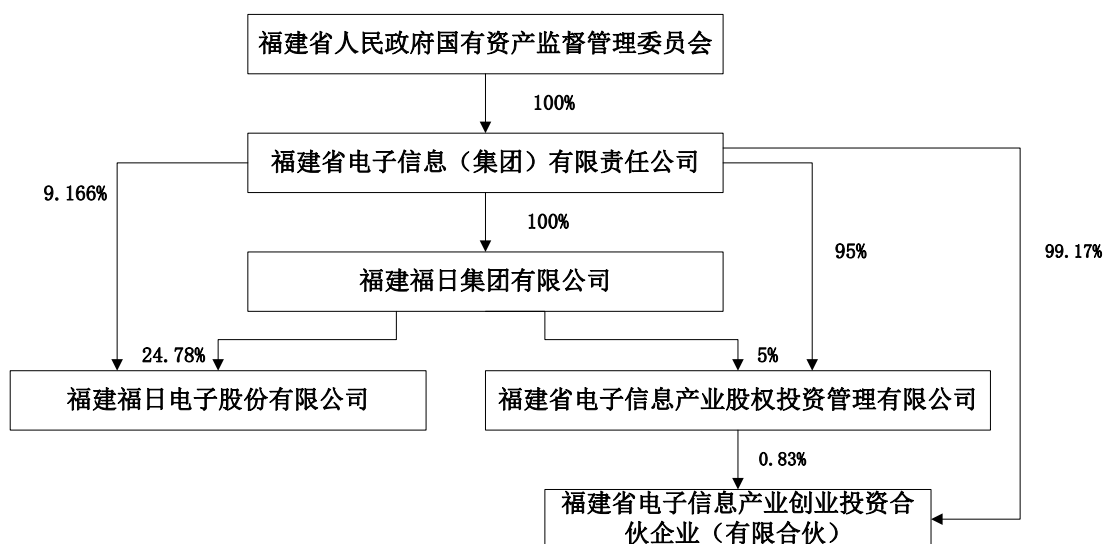 福建省人民政府国有资产监督管理委员会
100%
福建省电子信息（集团）有限责任公司
9.166%
100%
95%
99.17%
福建福日集团有限公司
24.78%
5%
福建福日电子股份有限公司
福建省电子信息产业股权投资管理有限公司
0.83%
福建省电子信息产业创业投资合
伙企业（有限合伙）